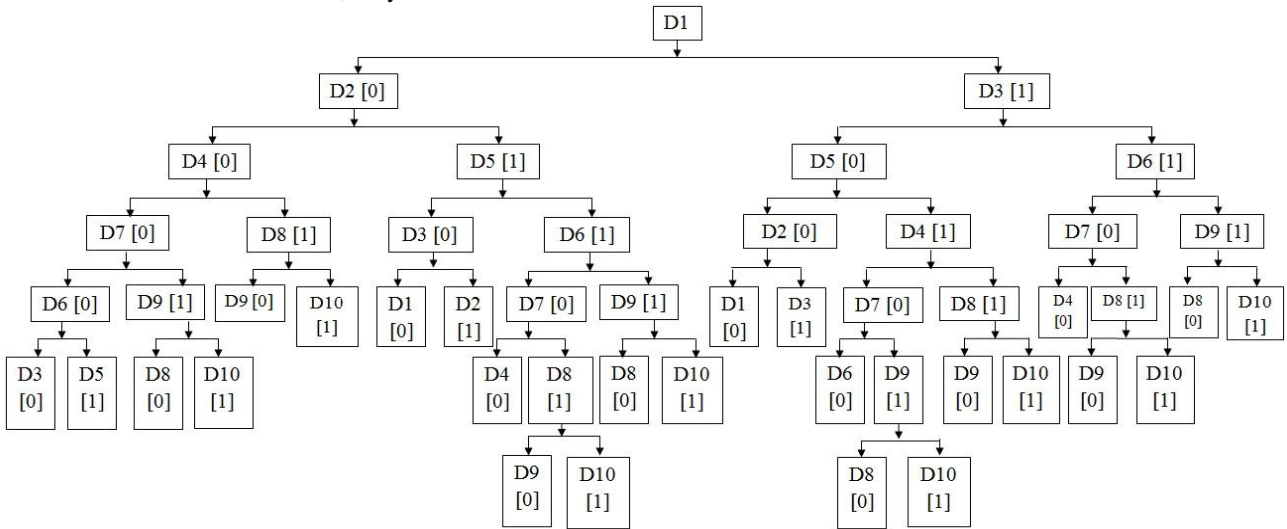 D1
D2 [0]
D3 [1]
D4 [0]
D5 [1]
D5 [0]
D6 [1]
D7 [0]
D8 [1]
D3 [0]
D6 [1]
D2 [0]
D4 [1]
D7 [0]
D9 [1]
D6 [0]
D9 [1]
D9 [0]
D10
[1]
D1
[0]
D2
[1]
D7 [0]
D9 [1]
D1
[0]
D3
[1]
D7 [0]
D8 [1]
D4
[0]
D8 [1]
D8
[0]
D10
[1]
D3
[0]
D5
[1]
D8
[0]
D10
[1]
D4
[0]
D8
[1]
D8
[0]
D10
[1]
D6
[0]
D9
[1]
D9
[0]
D10
[1]
D9
[0]
D10
[1]
D9
[0]
D10
[1]
D8
[0]
D10
[1]